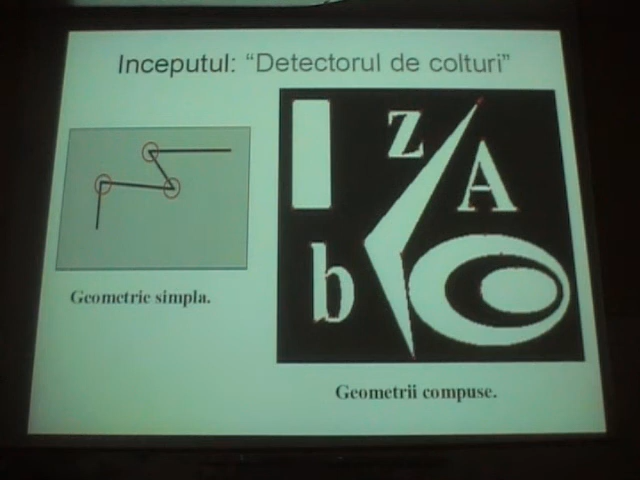 Inceputul: “Detectorul de colturi”
z
A
b
Geometrie simpla.
Geometrii compuse.